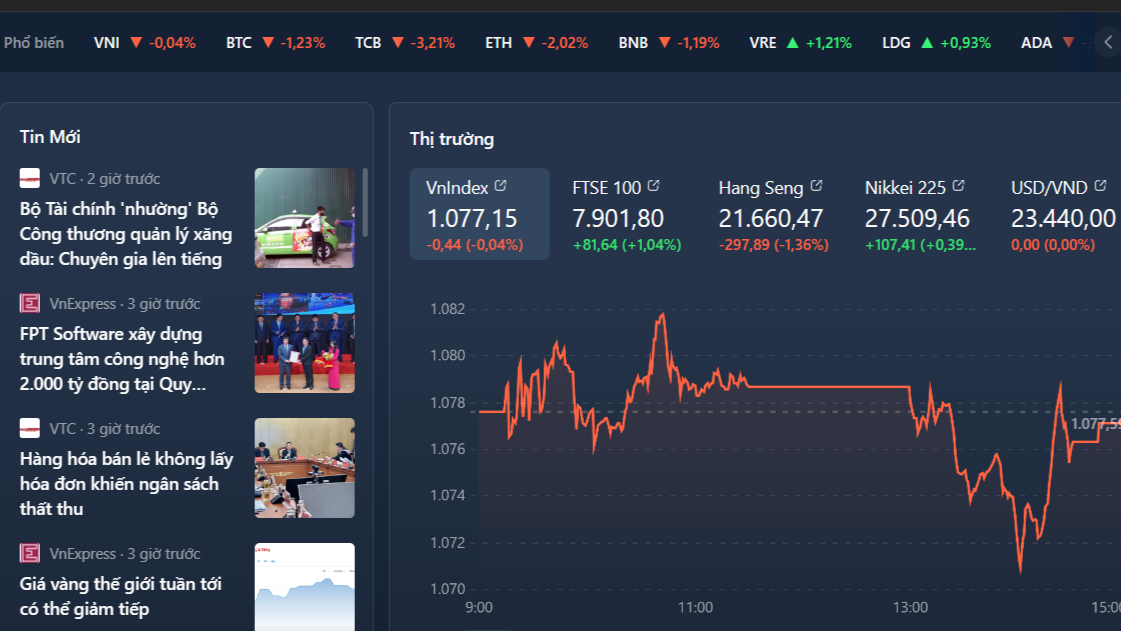 Phổ biến VNI ▼ -0,04% BTC ▼ -1,23% TCB ▼ -3,21% ETH ▼ -2,02% BNB ▼ -1,19% VRE ▲ +1,21% LDG ▲ +0,93% ADA ▼
Tin Mới
VTC · 2 giờ trước
Bộ Tài chính 'nhường' Bộ
Công thương quản lý xăng
dầu: Chuyên gia lên tiếng
VnExpress · 3 giờ trước
FPT Software xây dựng
trung tâm công nghệ hơn
2.000 tỷ đồng tại Quy...
VTC · 3 giờ trước
Hàng hóa bán lẻ không lấy
hóa đơn khiến ngân sách
thất thu
VnExpress · 3 giờ trước
Giá vàng thế giới tuần tới
có thể giảm tiếp
Thị trường
VnIndex FTSE 100 Hang Seng Nikkei 225 USD/VND
1.077,15 7.901,80 21.660,47 27.509,46 23.440,00
-0,44 (-0,04%) +81,64 (+1,04%) -297,89 (-1,36%) +107,41 (+0,39... 0,00 (0,00%)
1.082
1.080
1.078
1.077,59
1.076
1.074
1.072
1.070
9:00 11:00 13:00 15:00